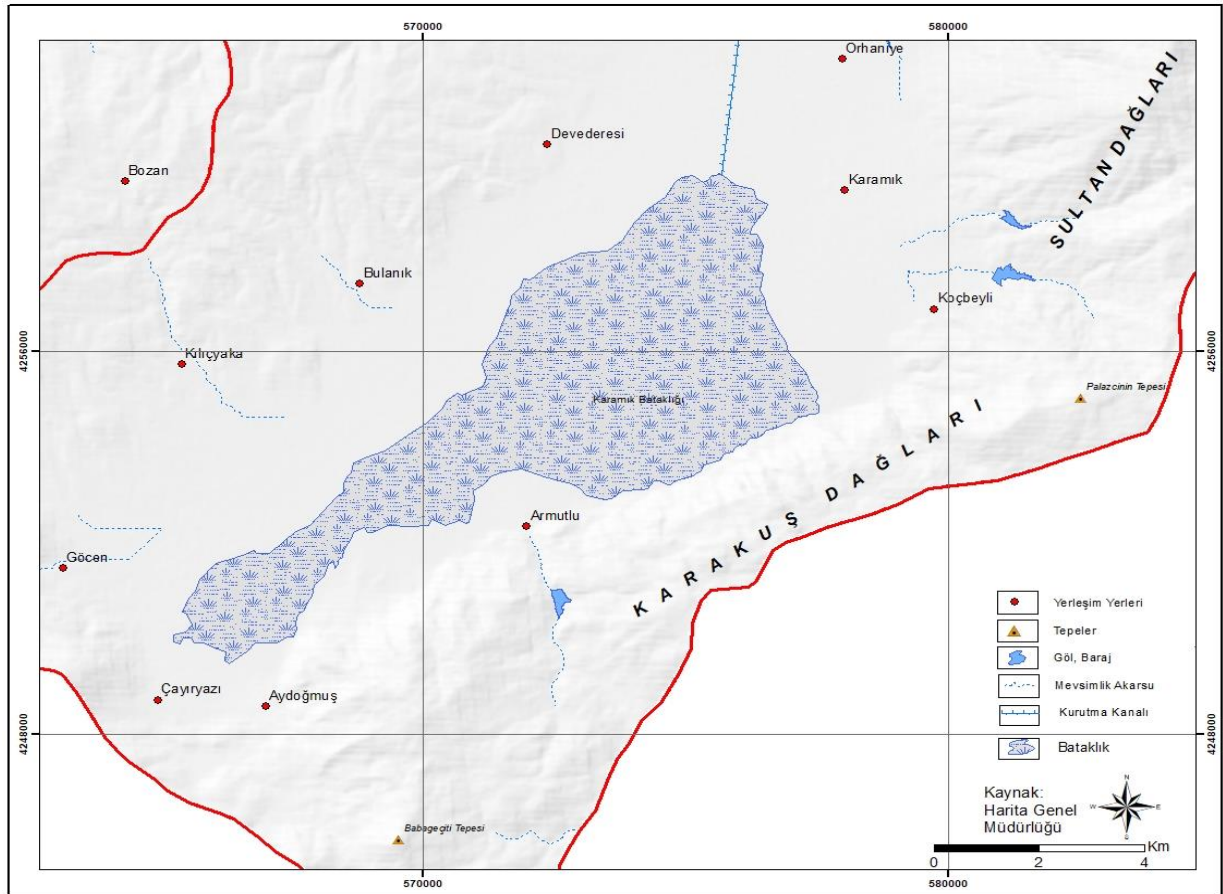 570000
580000
Orhaniye
SULTAN DAĞLARI
Devederesi
Bozan
Karamık
Bulanık
Koçbeyli
4256000
4256000
Kılıçyaka
Palazcinin Tepesi
Karamık Bataklığı
KARAKUŞ DAĞLARI
Armutlu
Göcen
Yerleşim Yerleri
Tepeler
Göl, Baraj
Mevsimlik Akarsu
Kurutma Kanalı
Bataklık
Çayıryazı
Aydoğmuş
4248000
4248000
Kaynak:
Harita Genel
Müdürlüğü
N
W
E
Babageçiti Tepesi
Km
0 2 4
570000
580000